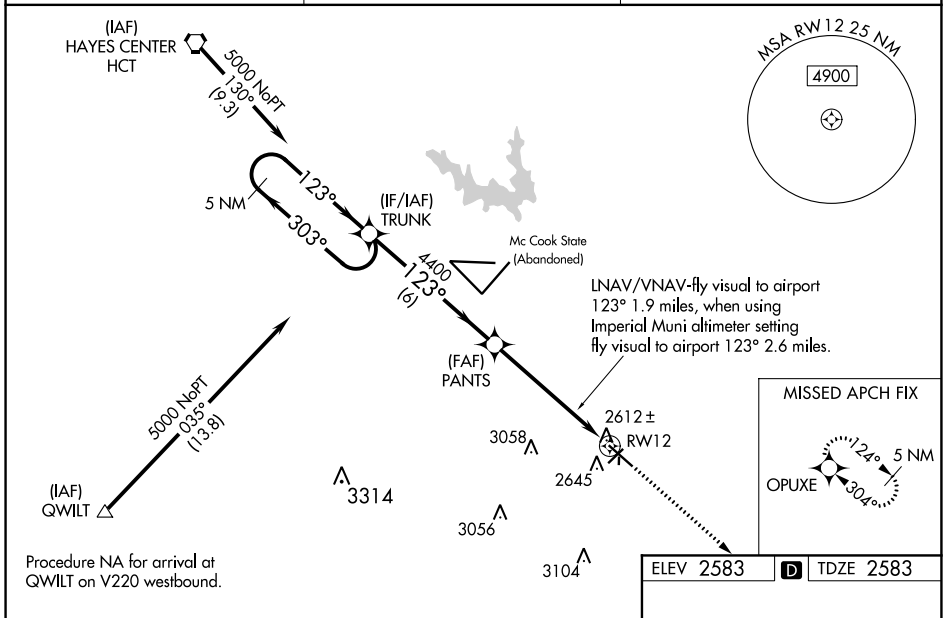 (IAF)
HAYES CENTER
HCT
5000 NoPT
130°
(9.3)
MSA RW12 25 NM
4900
5 NM
123°
303°
(IF/IAF)
TRUNK
4400
123°
(6)
Mc Cook State
(Abandoned)
LNAV/VNAV-fly visual to airport
123° 1.9 miles, when using
Imperial Muni altimeter setting
fly visual to airport 123° 2.6 miles.
(FAF)
PANTS
5000 NoPT
035°
(13.8)
(IAF)
QWILT
3314
3058
2612 ±
RW12
2645
3056
3104
MISSED APCH FIX
OPUXE
124°
304°
5 NM
Procedure NA for arrival at
QWILT on V220 westbound.
ELEV 2583
D
TDZE 2583